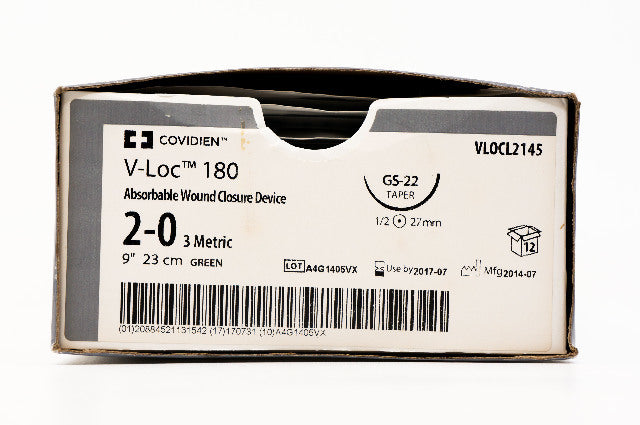 COVIDIEN™
VLOCL2145
V-Loc™ 180
GS-22
TAPER
Absorbable Wound Closure Device
1/2 27mm
2-0 3 Metric
12
9" 23 cm GREEN
LOT A4G1405VX Use by 2017-07 Mfg 2014-07
(01)20884521131542 (17)170731 (10)A4G1405VX